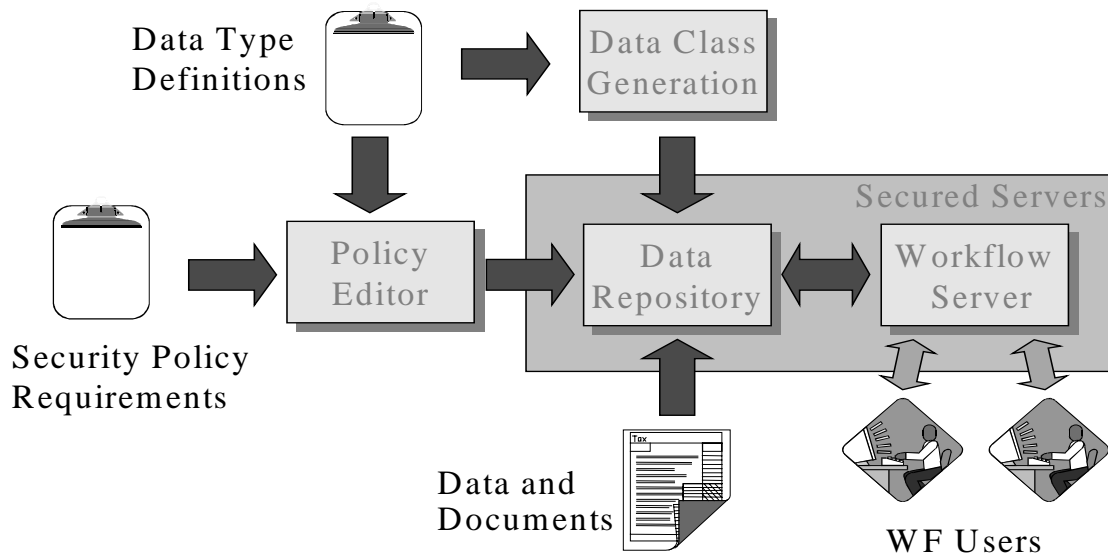 Data Type
Definitions
Data Class
Generation
Secured Servers
Policy
Editor
Data
Repository
Workflow
Server
Security Policy
Requirements
Tax
Data and
Documents
WF Users